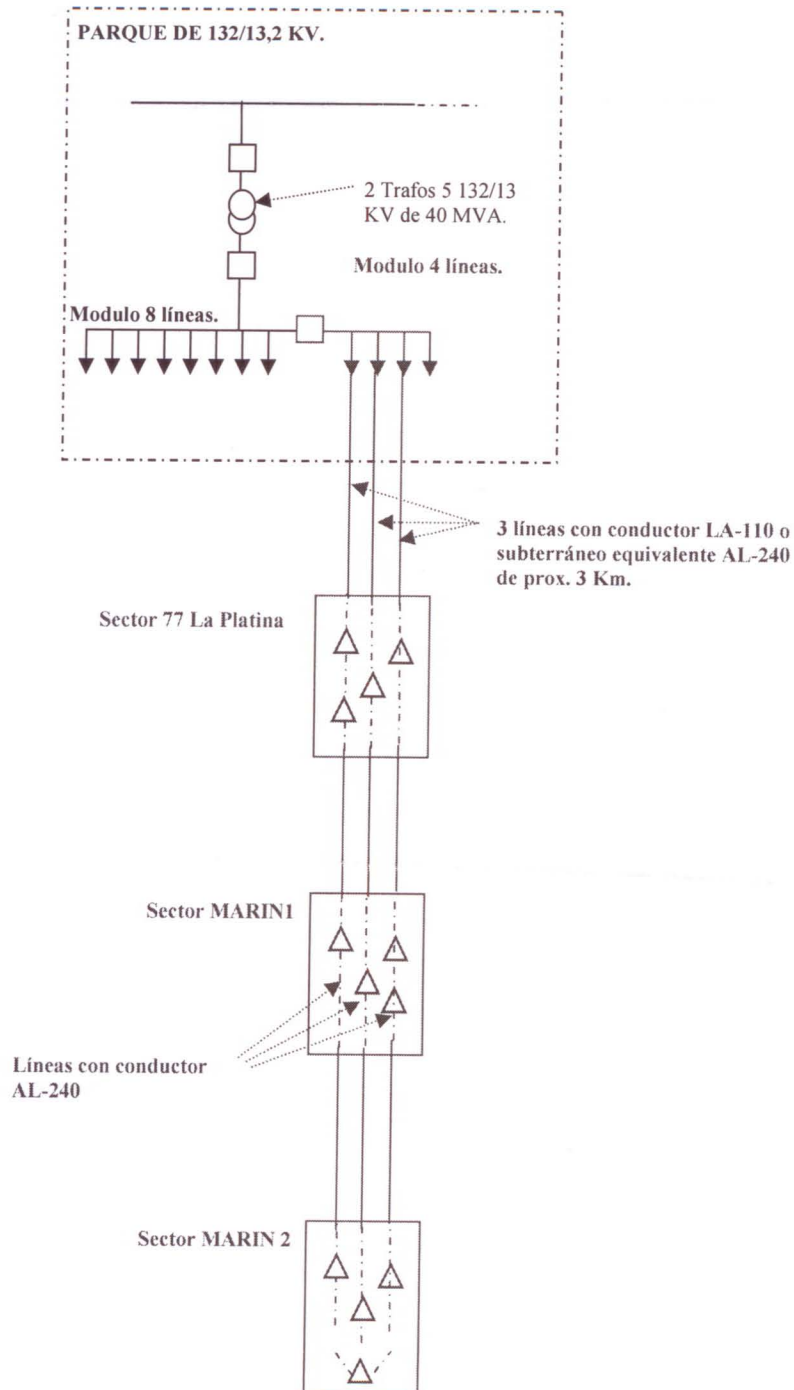 PARQUE DE 132/13,2 KV.
2 Trafos 5 132/13
KV de 40 MVA.
Modulo 4 líneas.
Modulo 8 líneas.
3 líneas con conductor LA-110 o
subterráneo equivalente AL-240
de prox. 3 Km.
Sector 77 La Platina
Sector MARIN1
Líneas con conductor
AL-240
Sector MARIN 2